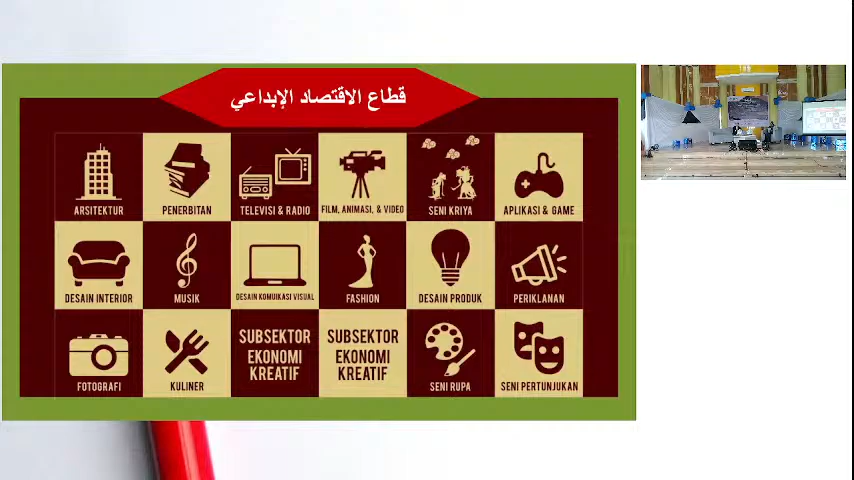 قطاع الاقتصاد الإبداعي
ARSITEKTUR
PENERBITAN
TELEVISI & RADIO
FILM, ANIMASI, & VIDEO
SENI KRIYA
APLIKASI & GAME
DESAIN INTERIOR
MUSIK
DESAIN KOMUIKASI VISUAL
FASHION
DESAIN PRODUK
PERIKLANAN
FOTOGRAFI
KULINER
SUBSEKTOR
EKONOMI
KREATIF
SUBSEKTOR
EKONOMI
KREATIF
SENI RUPA
SENI PERTUNJUKAN